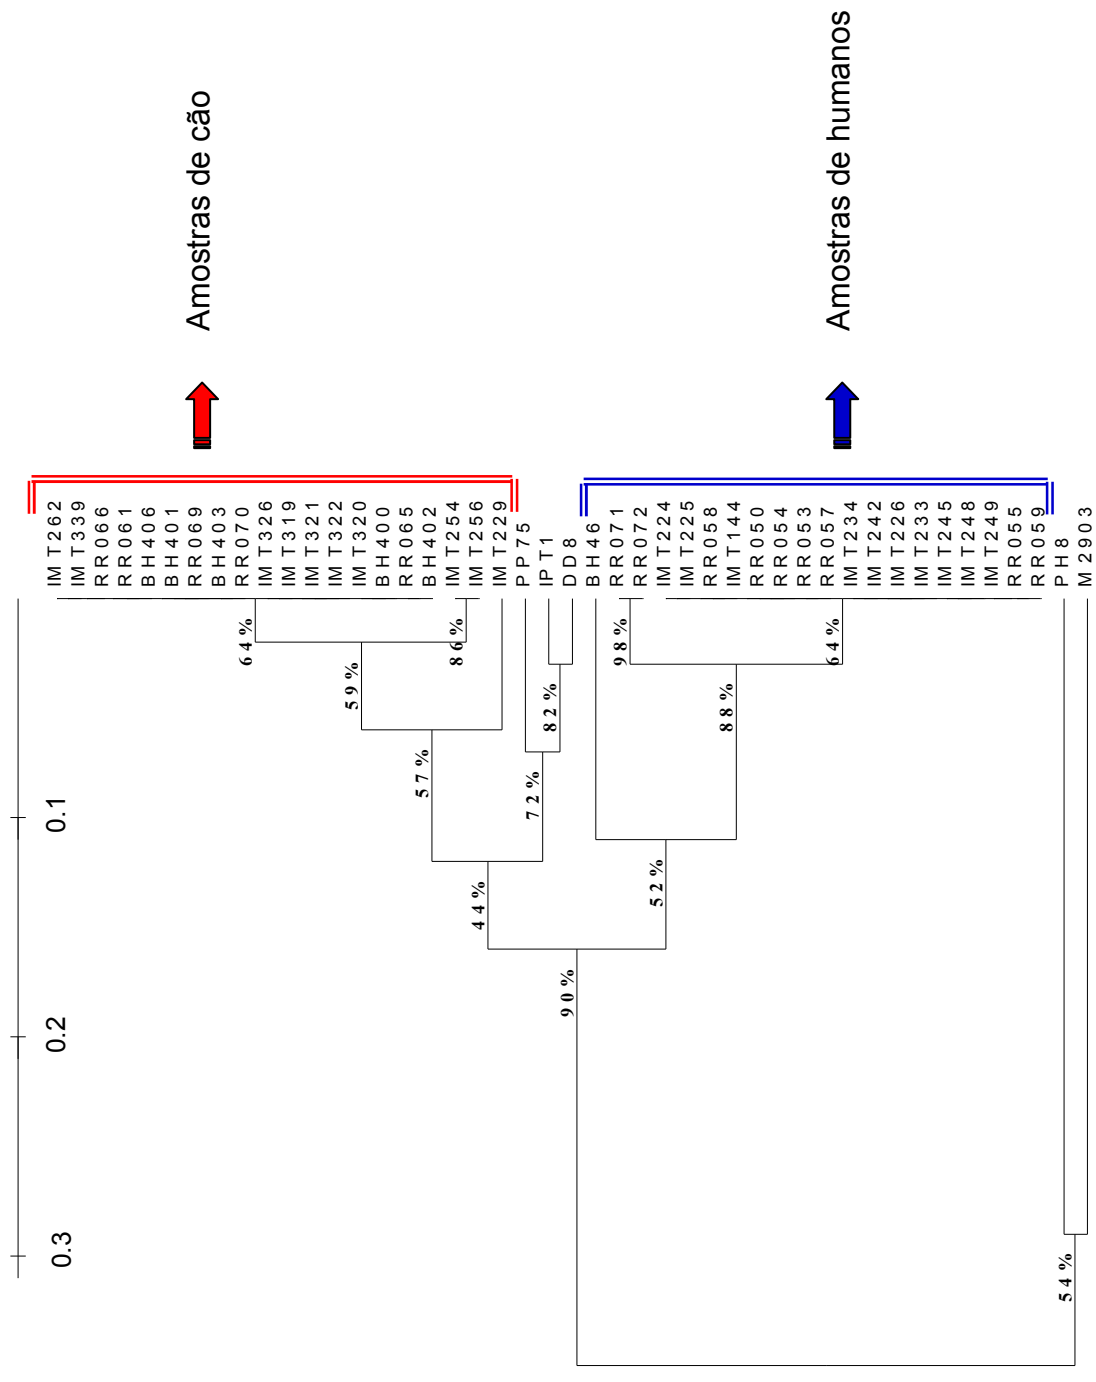 Amostras de cão
Amostras de humanos
IMT262
IMT339
RR066
RR061
BH406
BH401
RR069
BH403
RR070
IMT326
IMT319
IMT321
IMT322
IMT320
BH400
RR065
BH402
IMT254
IMT256
IMT229
PP75
IPT1
DD8
BH46
RR071
RR072
IMT224
IMT225
RR058
IMT144
RR050
RR054
RR053
RR057
IMT234
IMT242
IMT226
IMT233
IMT245
IMT248
IMT249
RR055
RR059
PH8
M2903
64%
86%
59%
57%
82%
72%
44%
98%
64%
88%
52%
90%
54%
0.1
0.2
0.3